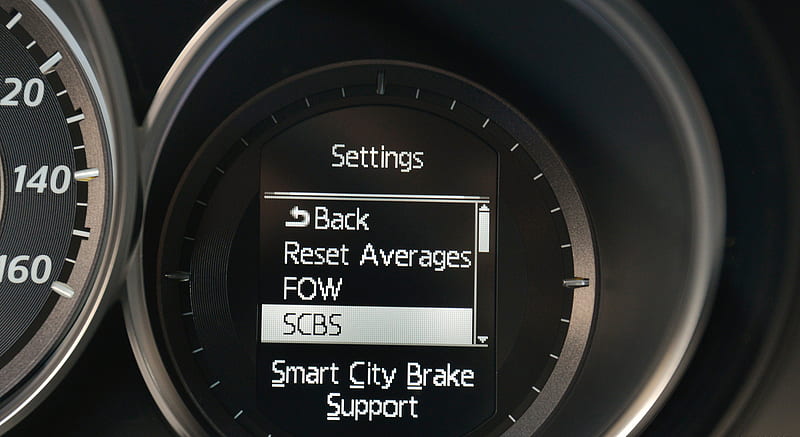 20
140
160
Settings
Back
Reset Averages
FOW
SCBS
Smart City Brake
Support